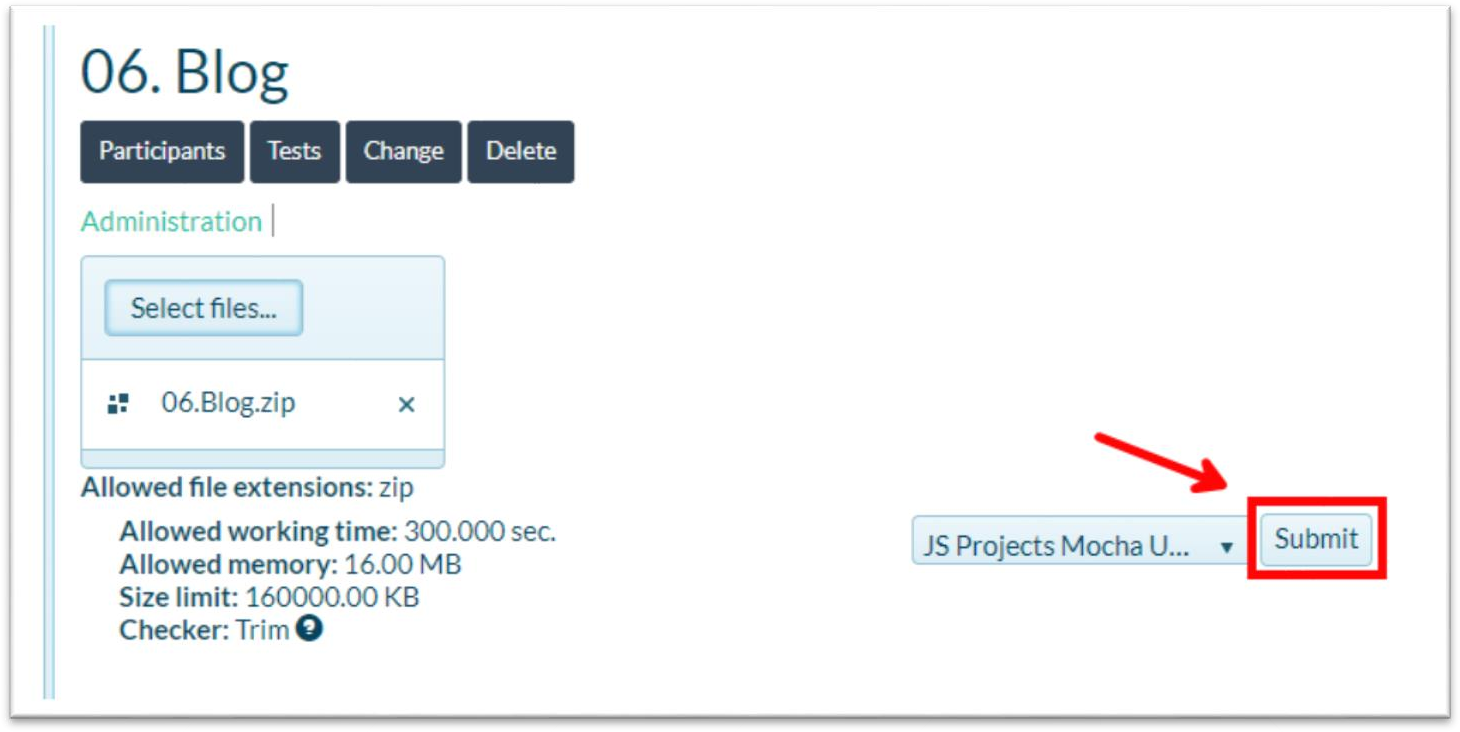 06. Blog
Participants Tests Change Delete
Administration
Select files...
06.Blog.zip
Allowed file extensions: zip
Allowed working time: 300.000 sec.
Allowed memory: 16.00 MB
Size limit: 160000.00 KB
Checker: Trim ?
JS Projects Mocha U... Submit